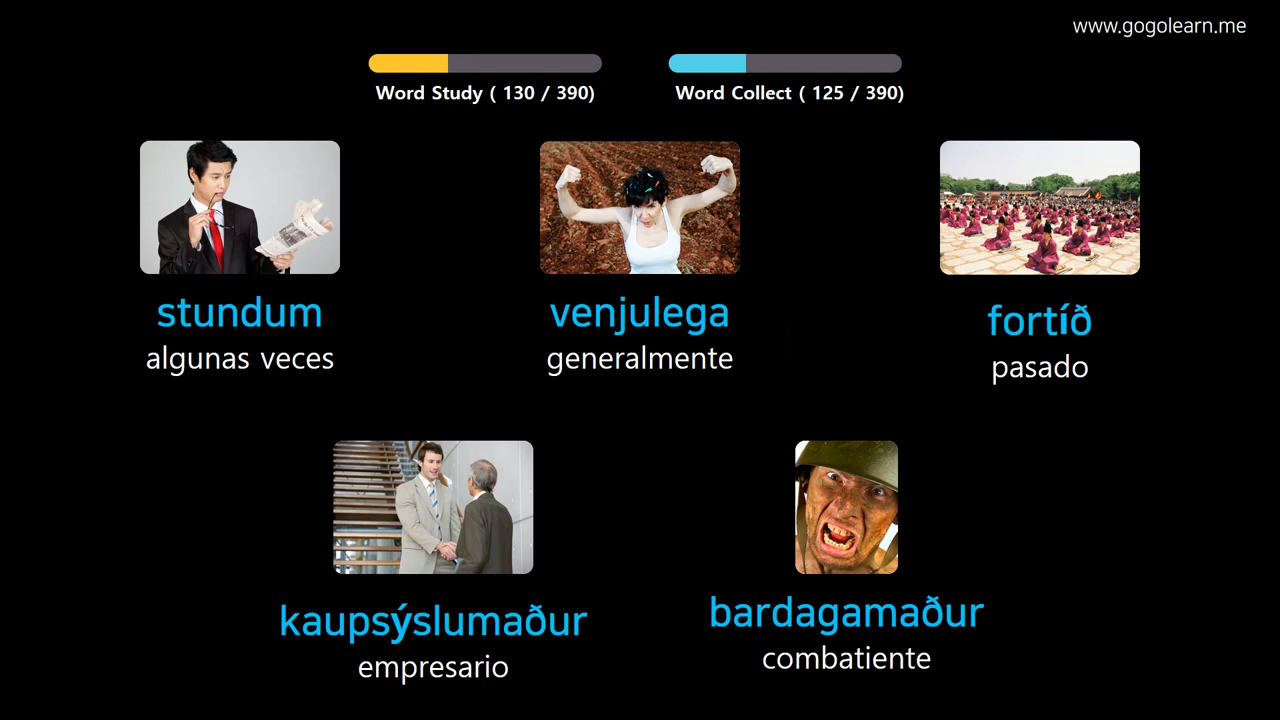 www.gogolearn.me
Word Study ( 130 / 390)
Word Collect ( 125 / 390)
stundum
algunas veces
venjulega
generalmente
fortíð
pasado
kaupsýslumaður
empresario
bardagamaður
combatiente